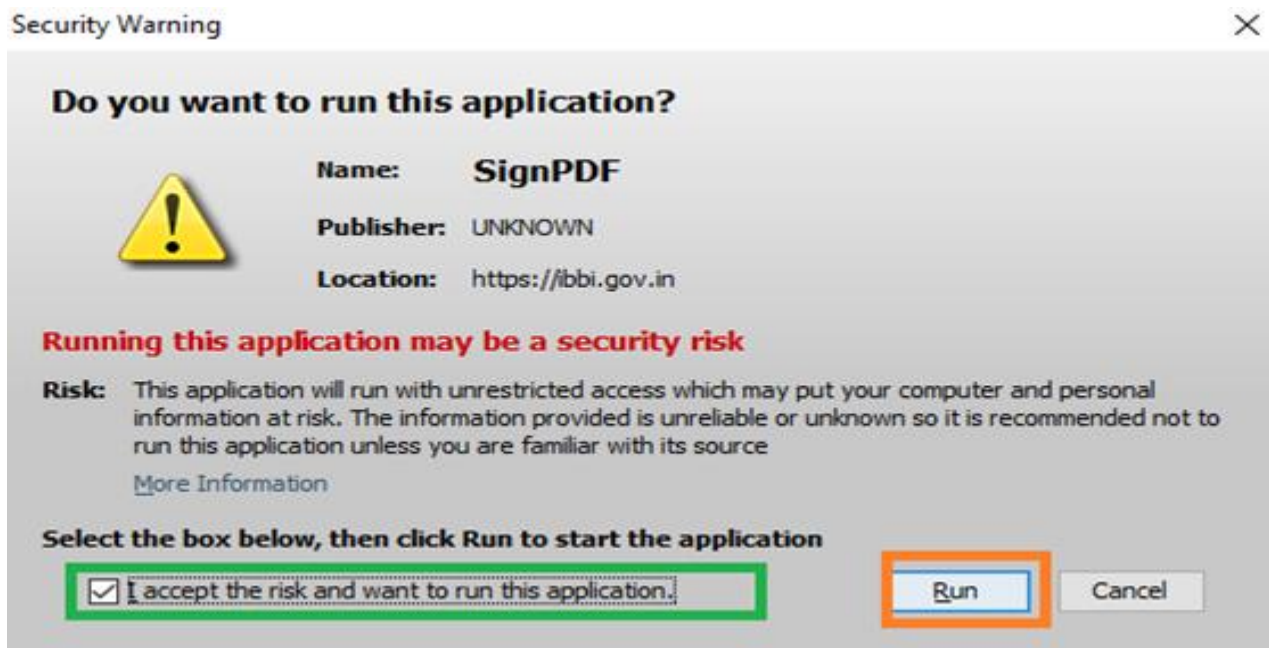 Security Warning
Do you want to run this application?
Name: SignPDF
Publisher: UNKNOWN
Location: https://ibbi.gov.in
Running this application may be a security risk
Risk: This application will run with unrestricted access which may put your computer and personal
information at risk. The information provided is unreliable or unknown so it is recommended not to
run this application unless you are familiar with its source
More Information
Select the box below, then click Run to start the application
I accept the risk and want to run this application.
Run Cancel